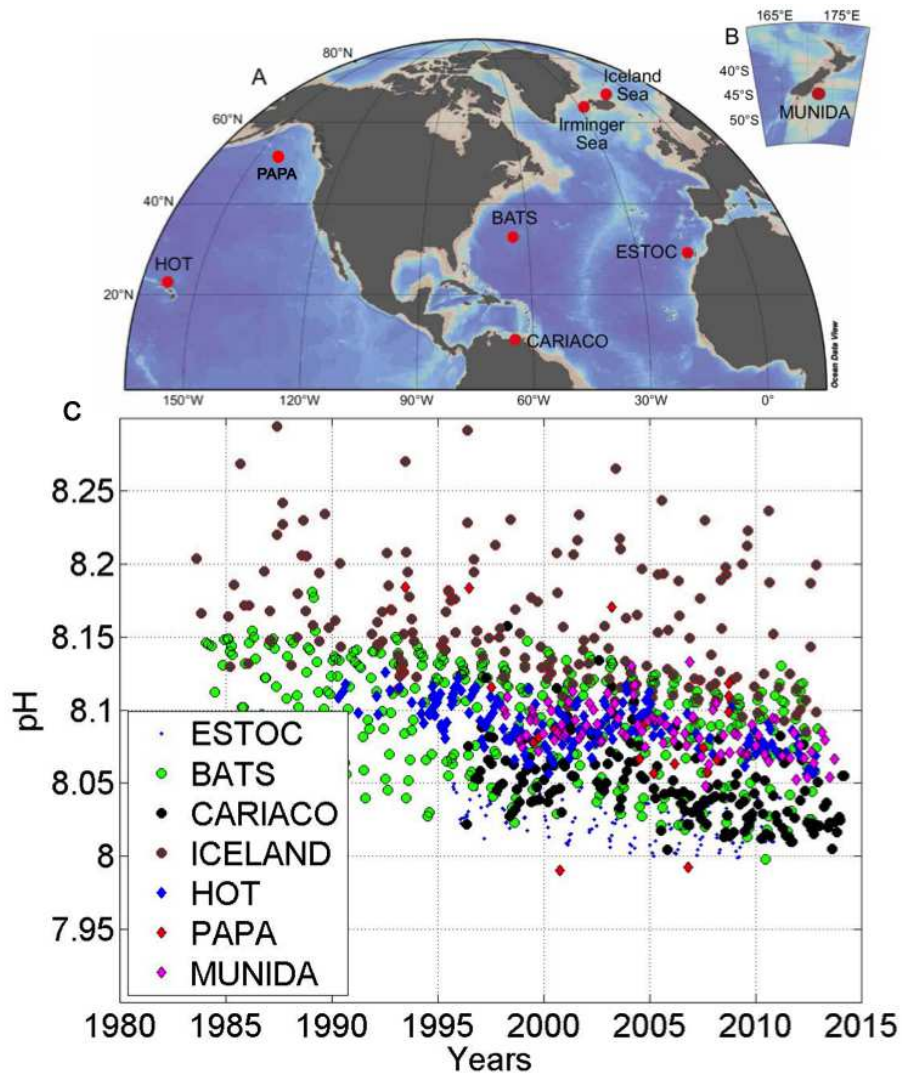 A
80°N
60°N
40°N
20°N
Iceland
Sea
Irminger
Sea
PAPA
BATS
ESTOC
HOT
CARIACO
150°W 120°W 90°W 60°W 30°W 0°
Ocean Data View
165°E 175°E
B
40°S
45°S
50°S
MUNIDA
C
pH
8.25
8.2
8.15
8.1
8.05
8
7.95
ESTOC
BATS
CARIACO
ICELAND
HOT
PAPA
MUNIDA
1980 1985 1990 1995 2000 2005 2010 2015
Years